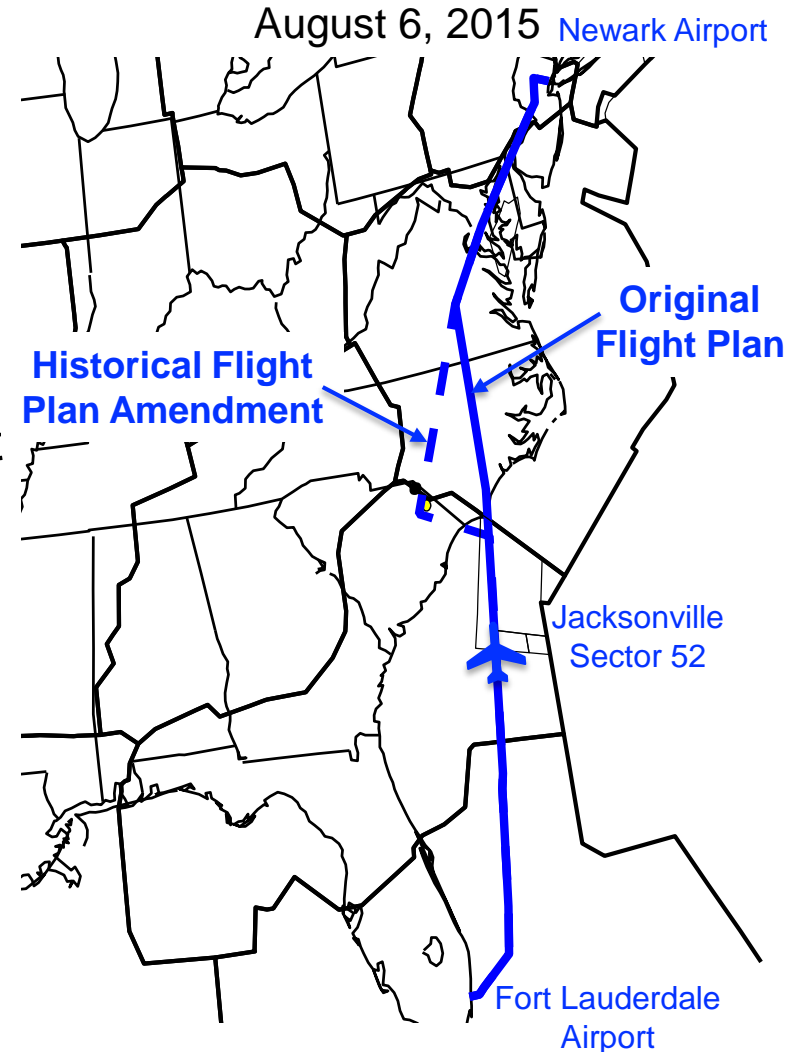 August 6, 2015
Newark Airport
Original
Flight Plan
Historical Flight
Plan Amendment
Jacksonville
Sector 52
Fort Lauderdale
Airport